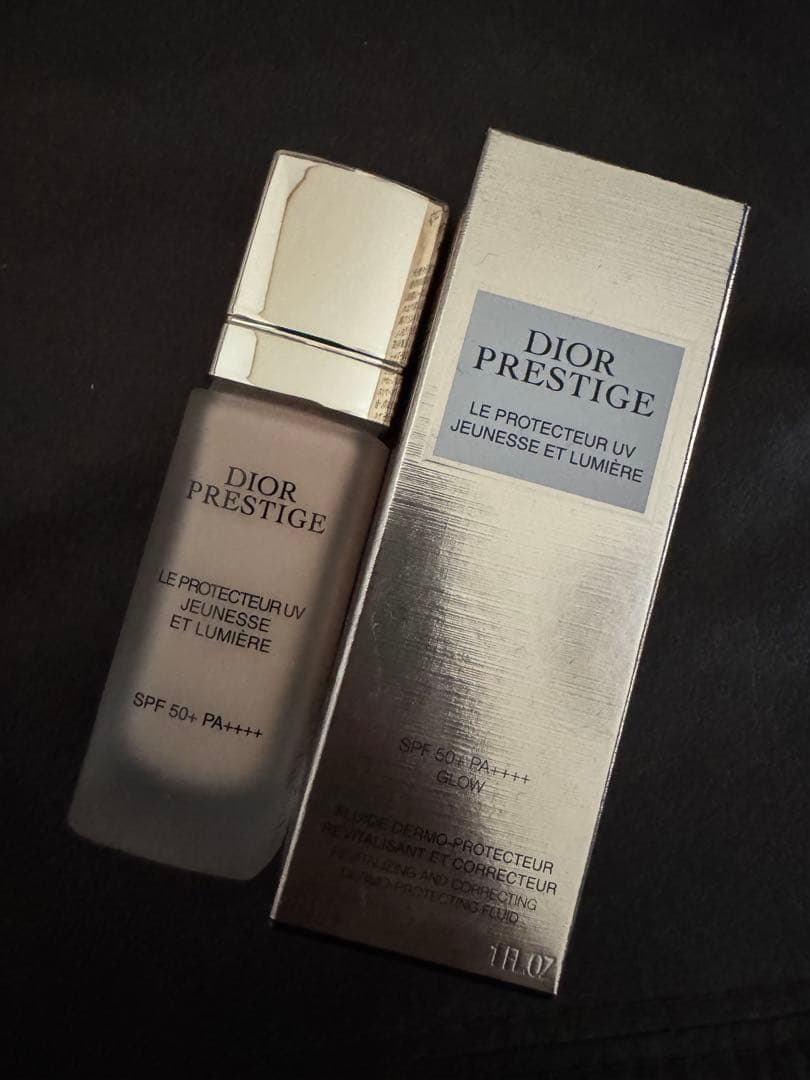 DIOR
PRESTIGE
LE PROTECTEUR UV
JEUNESSE
ET LUMIÈRE
SPF 50+ PA++++
DIOR
PRESTIGE
LE PROTECTEUR UV
JEUNESSE ET LUMIÈRE
SPF 50+ PA++++
GLOW
FLUIDE DERMO-PROTECTEUR
REVITALISANT ET CORRECTEUR
REVITALIZING AND CORRECTING
DERMO-PROTECTING FLUID
1 FL.OZ